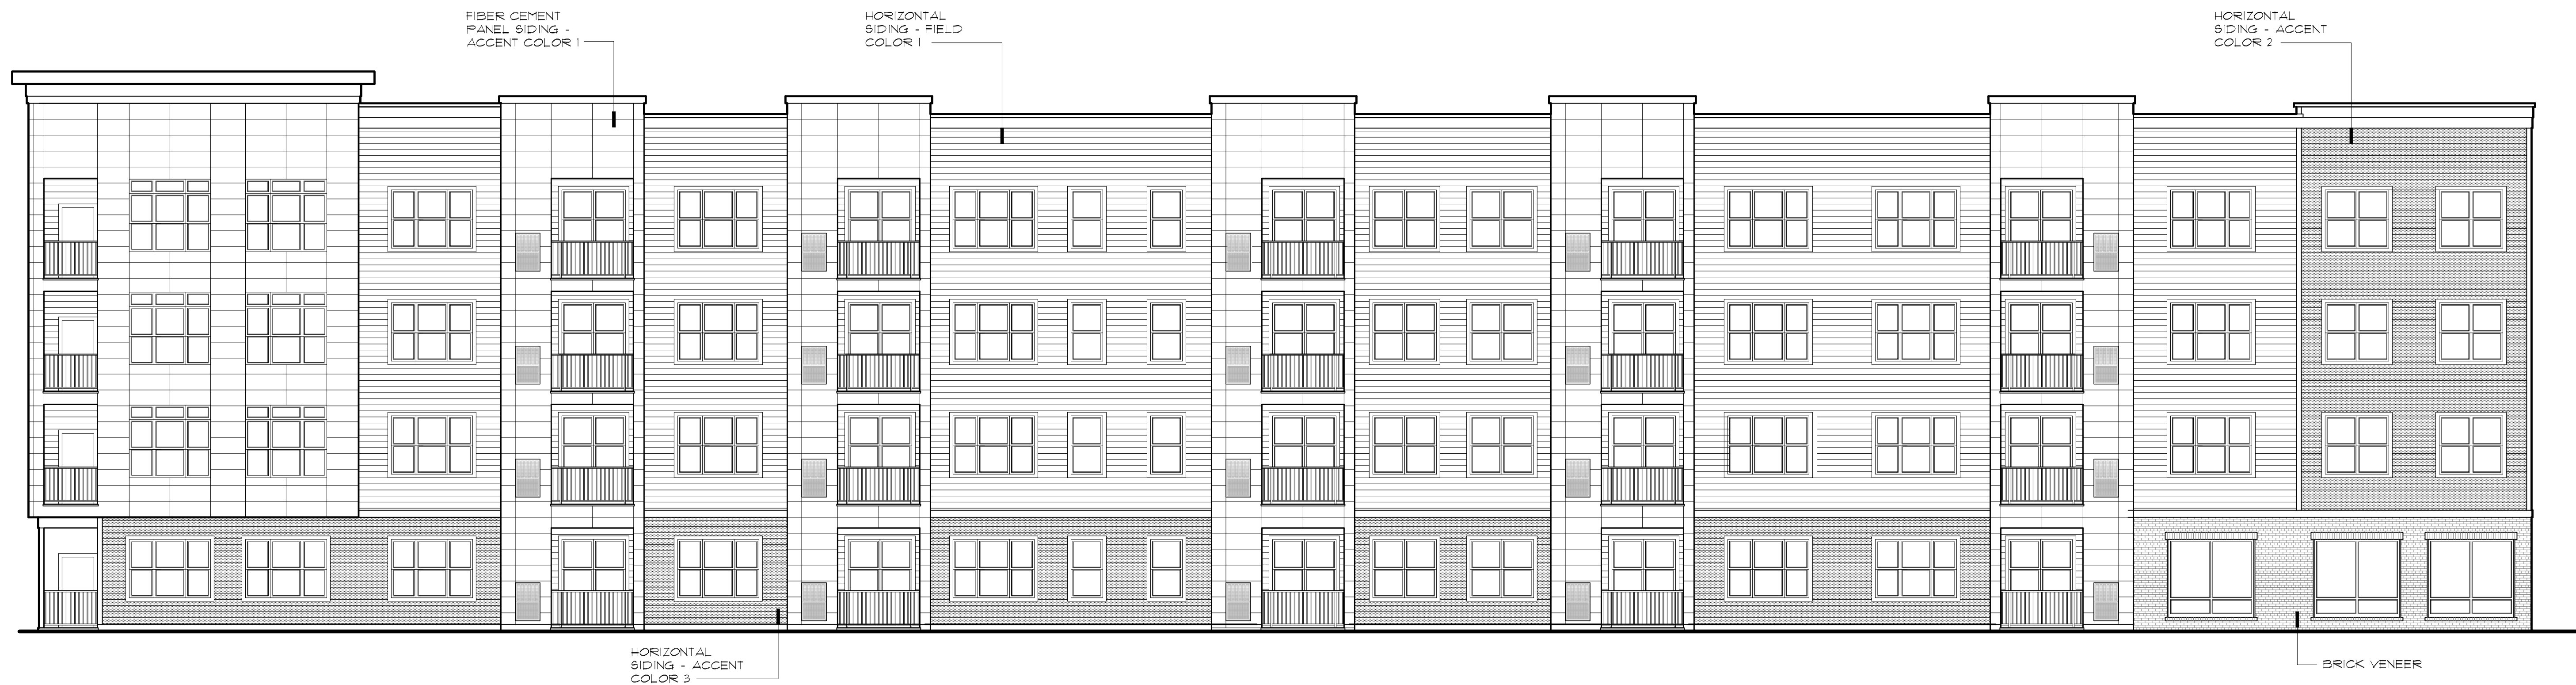 FIBER CEMENT
PANEL SIDING -
ACCENT COLOR 1
HORIZONTAL
SIDING - FIELD
COLOR 1
HORIZONTAL
SIDING - ACCENT
COLOR 2
HORIZONTAL
SIDING - ACCENT
COLOR 3
BRICK VENEER